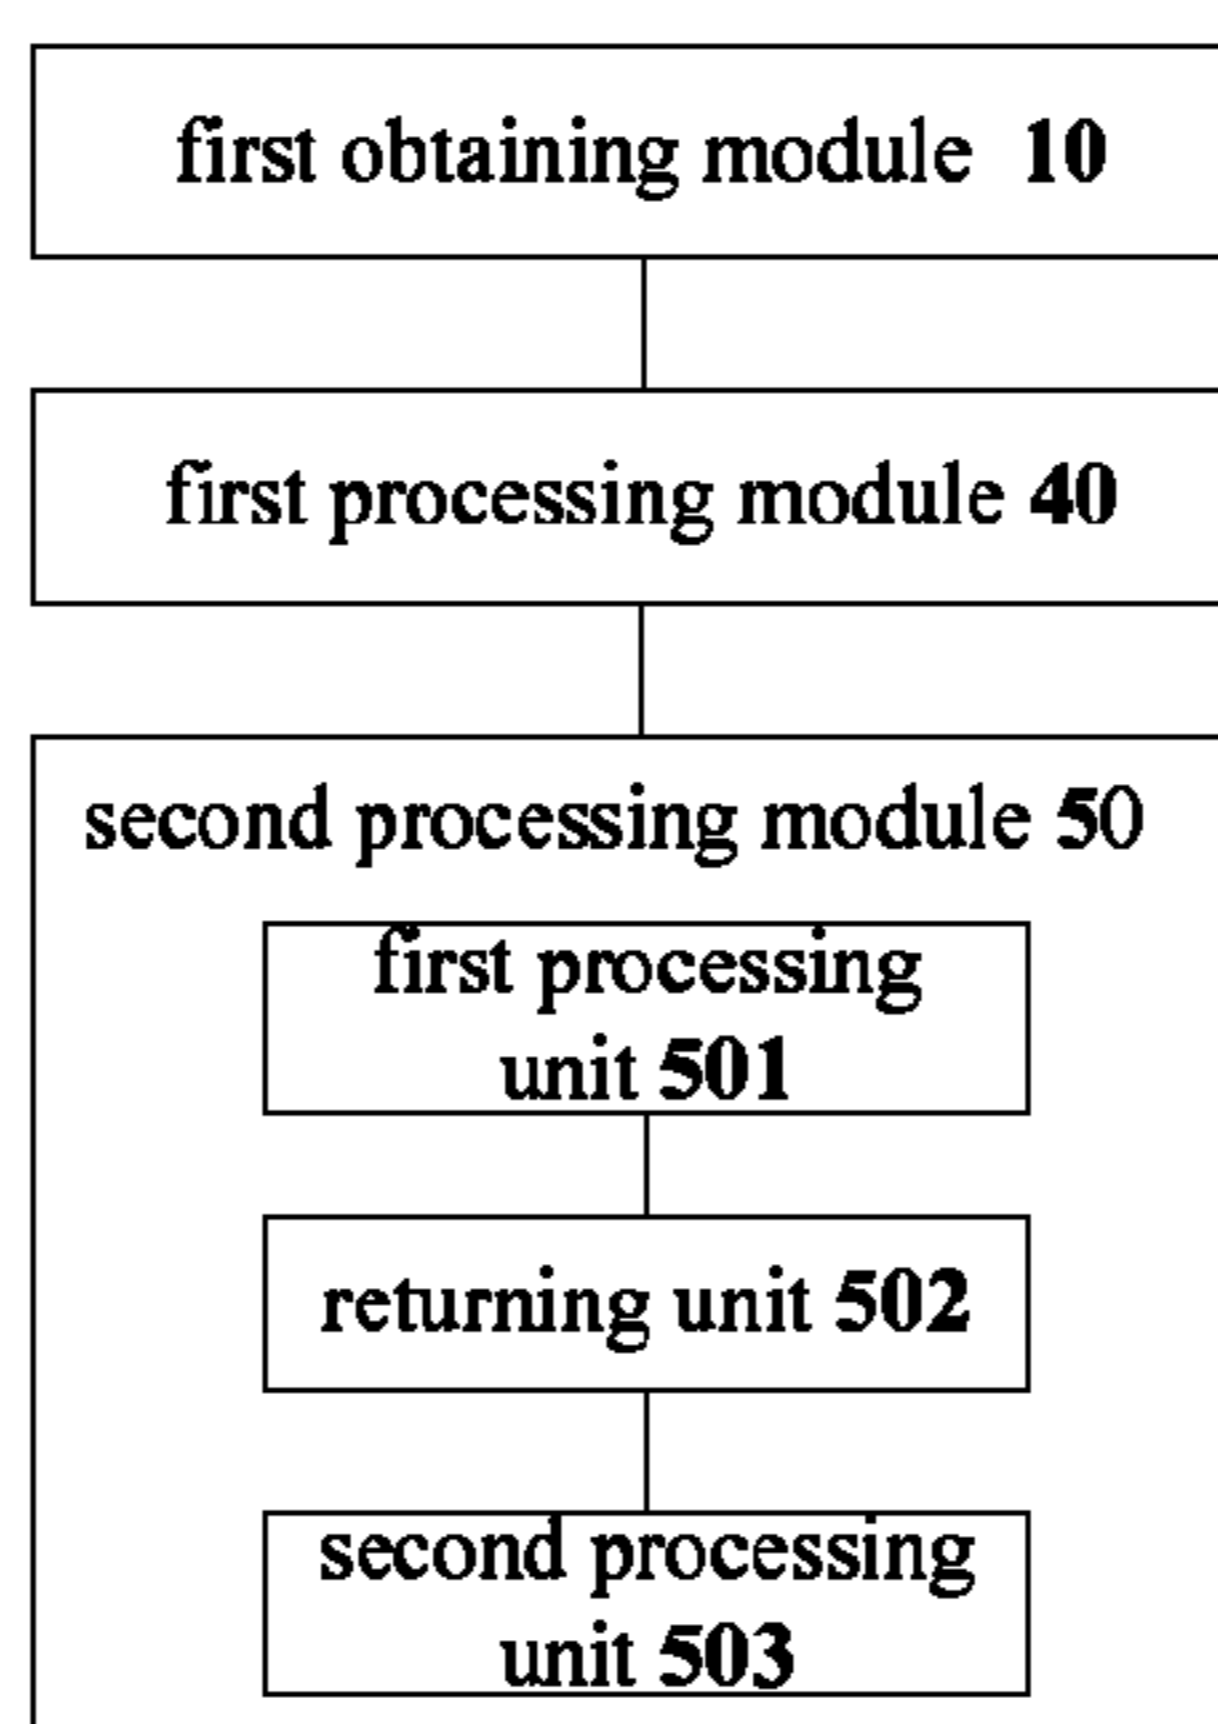 first obtaining module 10
first processing module 40
second processing module 50
first processing
unit 501
returning unit 502
second processing
unit 503